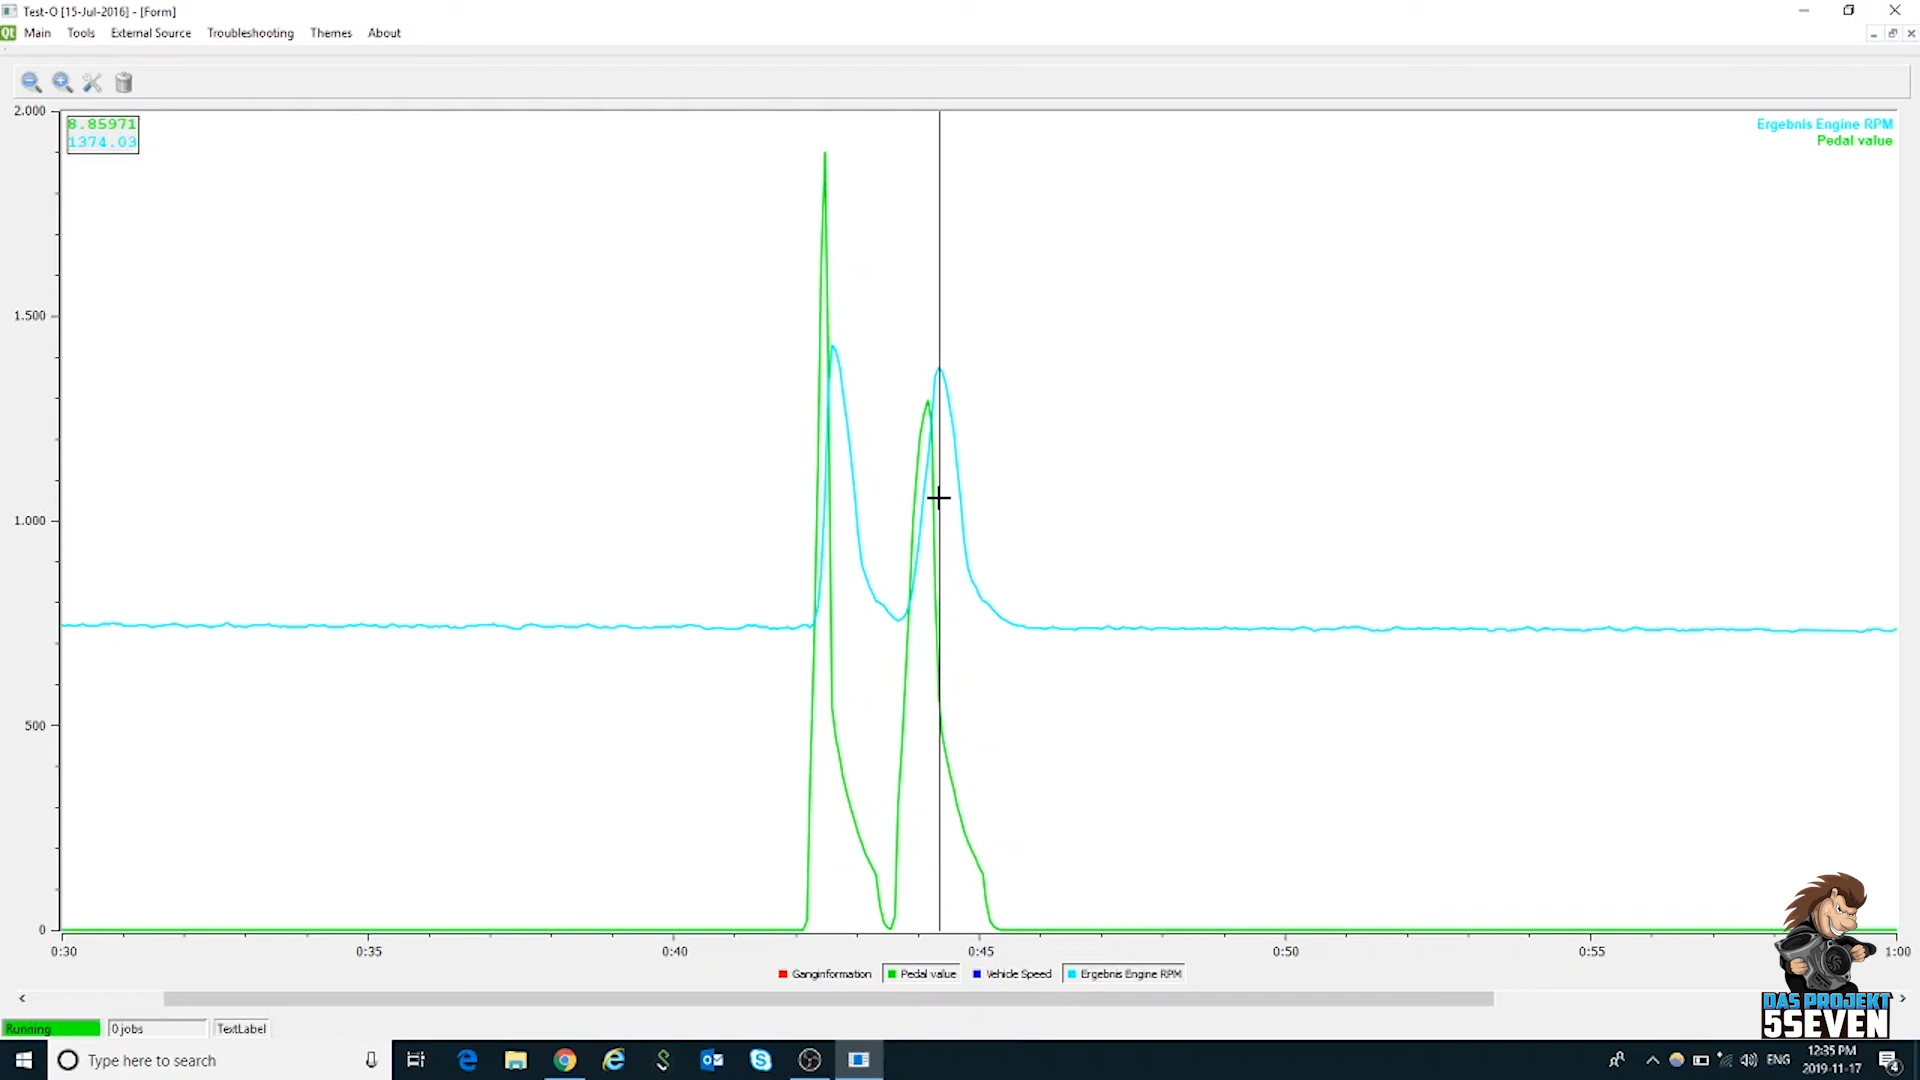 Test-O [15-Jul-2016] - [Form]
Qt Main Tools External Source Troubleshooting Themes About
2.000
8.85971
1374.03
Ergebnis Engine RPM
Pedal value
1.500
1.000
500
0
0:30 0:35 0:40 0:45 0:50 0:55 1:00
Ganginformation Pedal value Vehicle Speed Ergebnis Engine RPM
DAS PROJEKT
5SEVEN
Running 0 jobs TextLabel
Type here to search
ENG
12:35 PM
2019-11-17
4